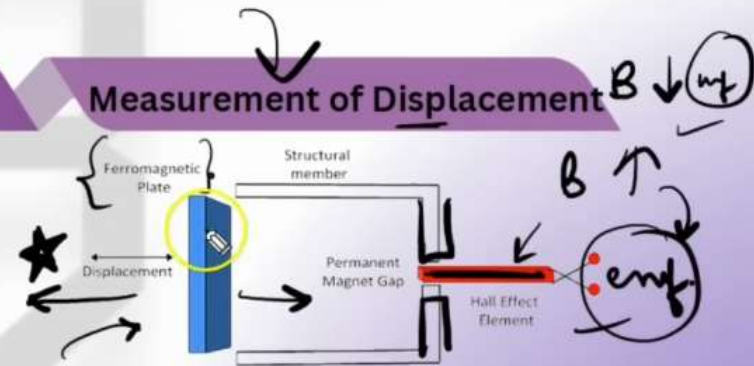 Measurement of Displacement
B ↓ emf
B ↑
Ferromagnetic
Plate
Structural
member
Displacement
Permanent
Magnet Gap
Hall Effect
Element
emf.